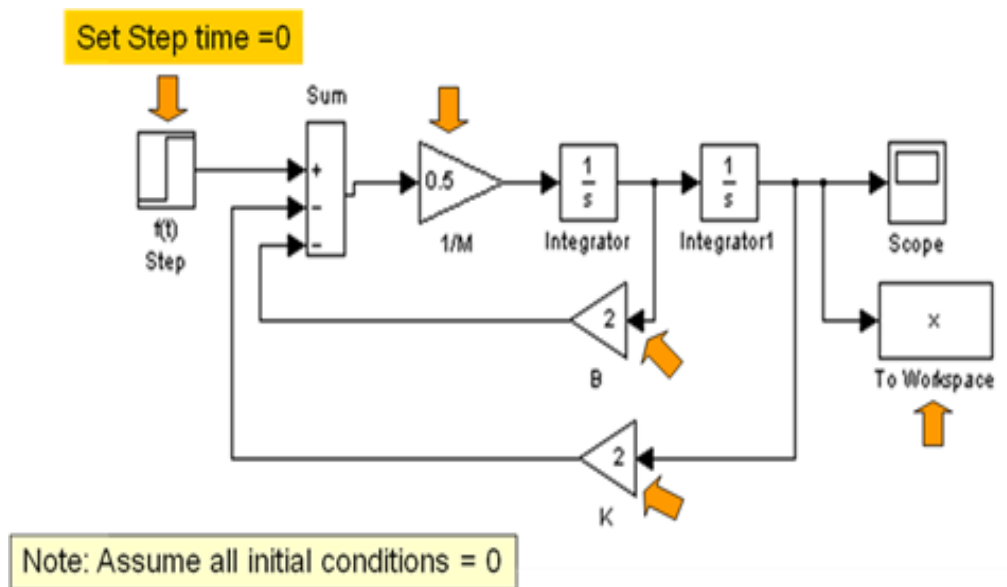 Set Step time =0
Sum
+
−
−
f(t)
Step
0.5
1/M
1
s
Integrator
1
s
Integrator1
Scope
2
B
x
To Workspace
2
K
Note: Assume all initial conditions = 0